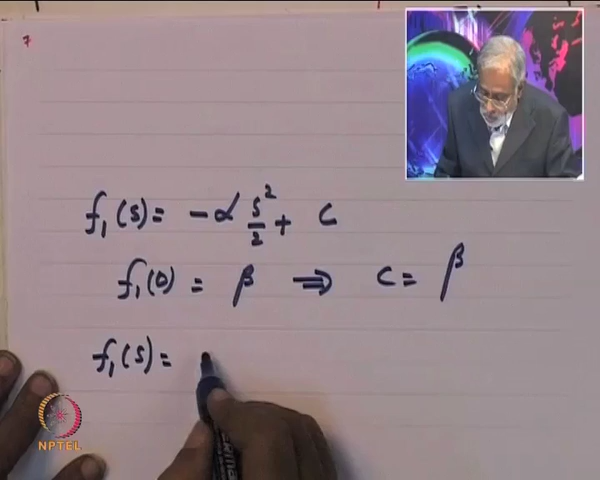 7
f₁(s) = -α s²/2 + c
f₁(0) = β ⟹ c = β
f₁(s) =
NPTEL